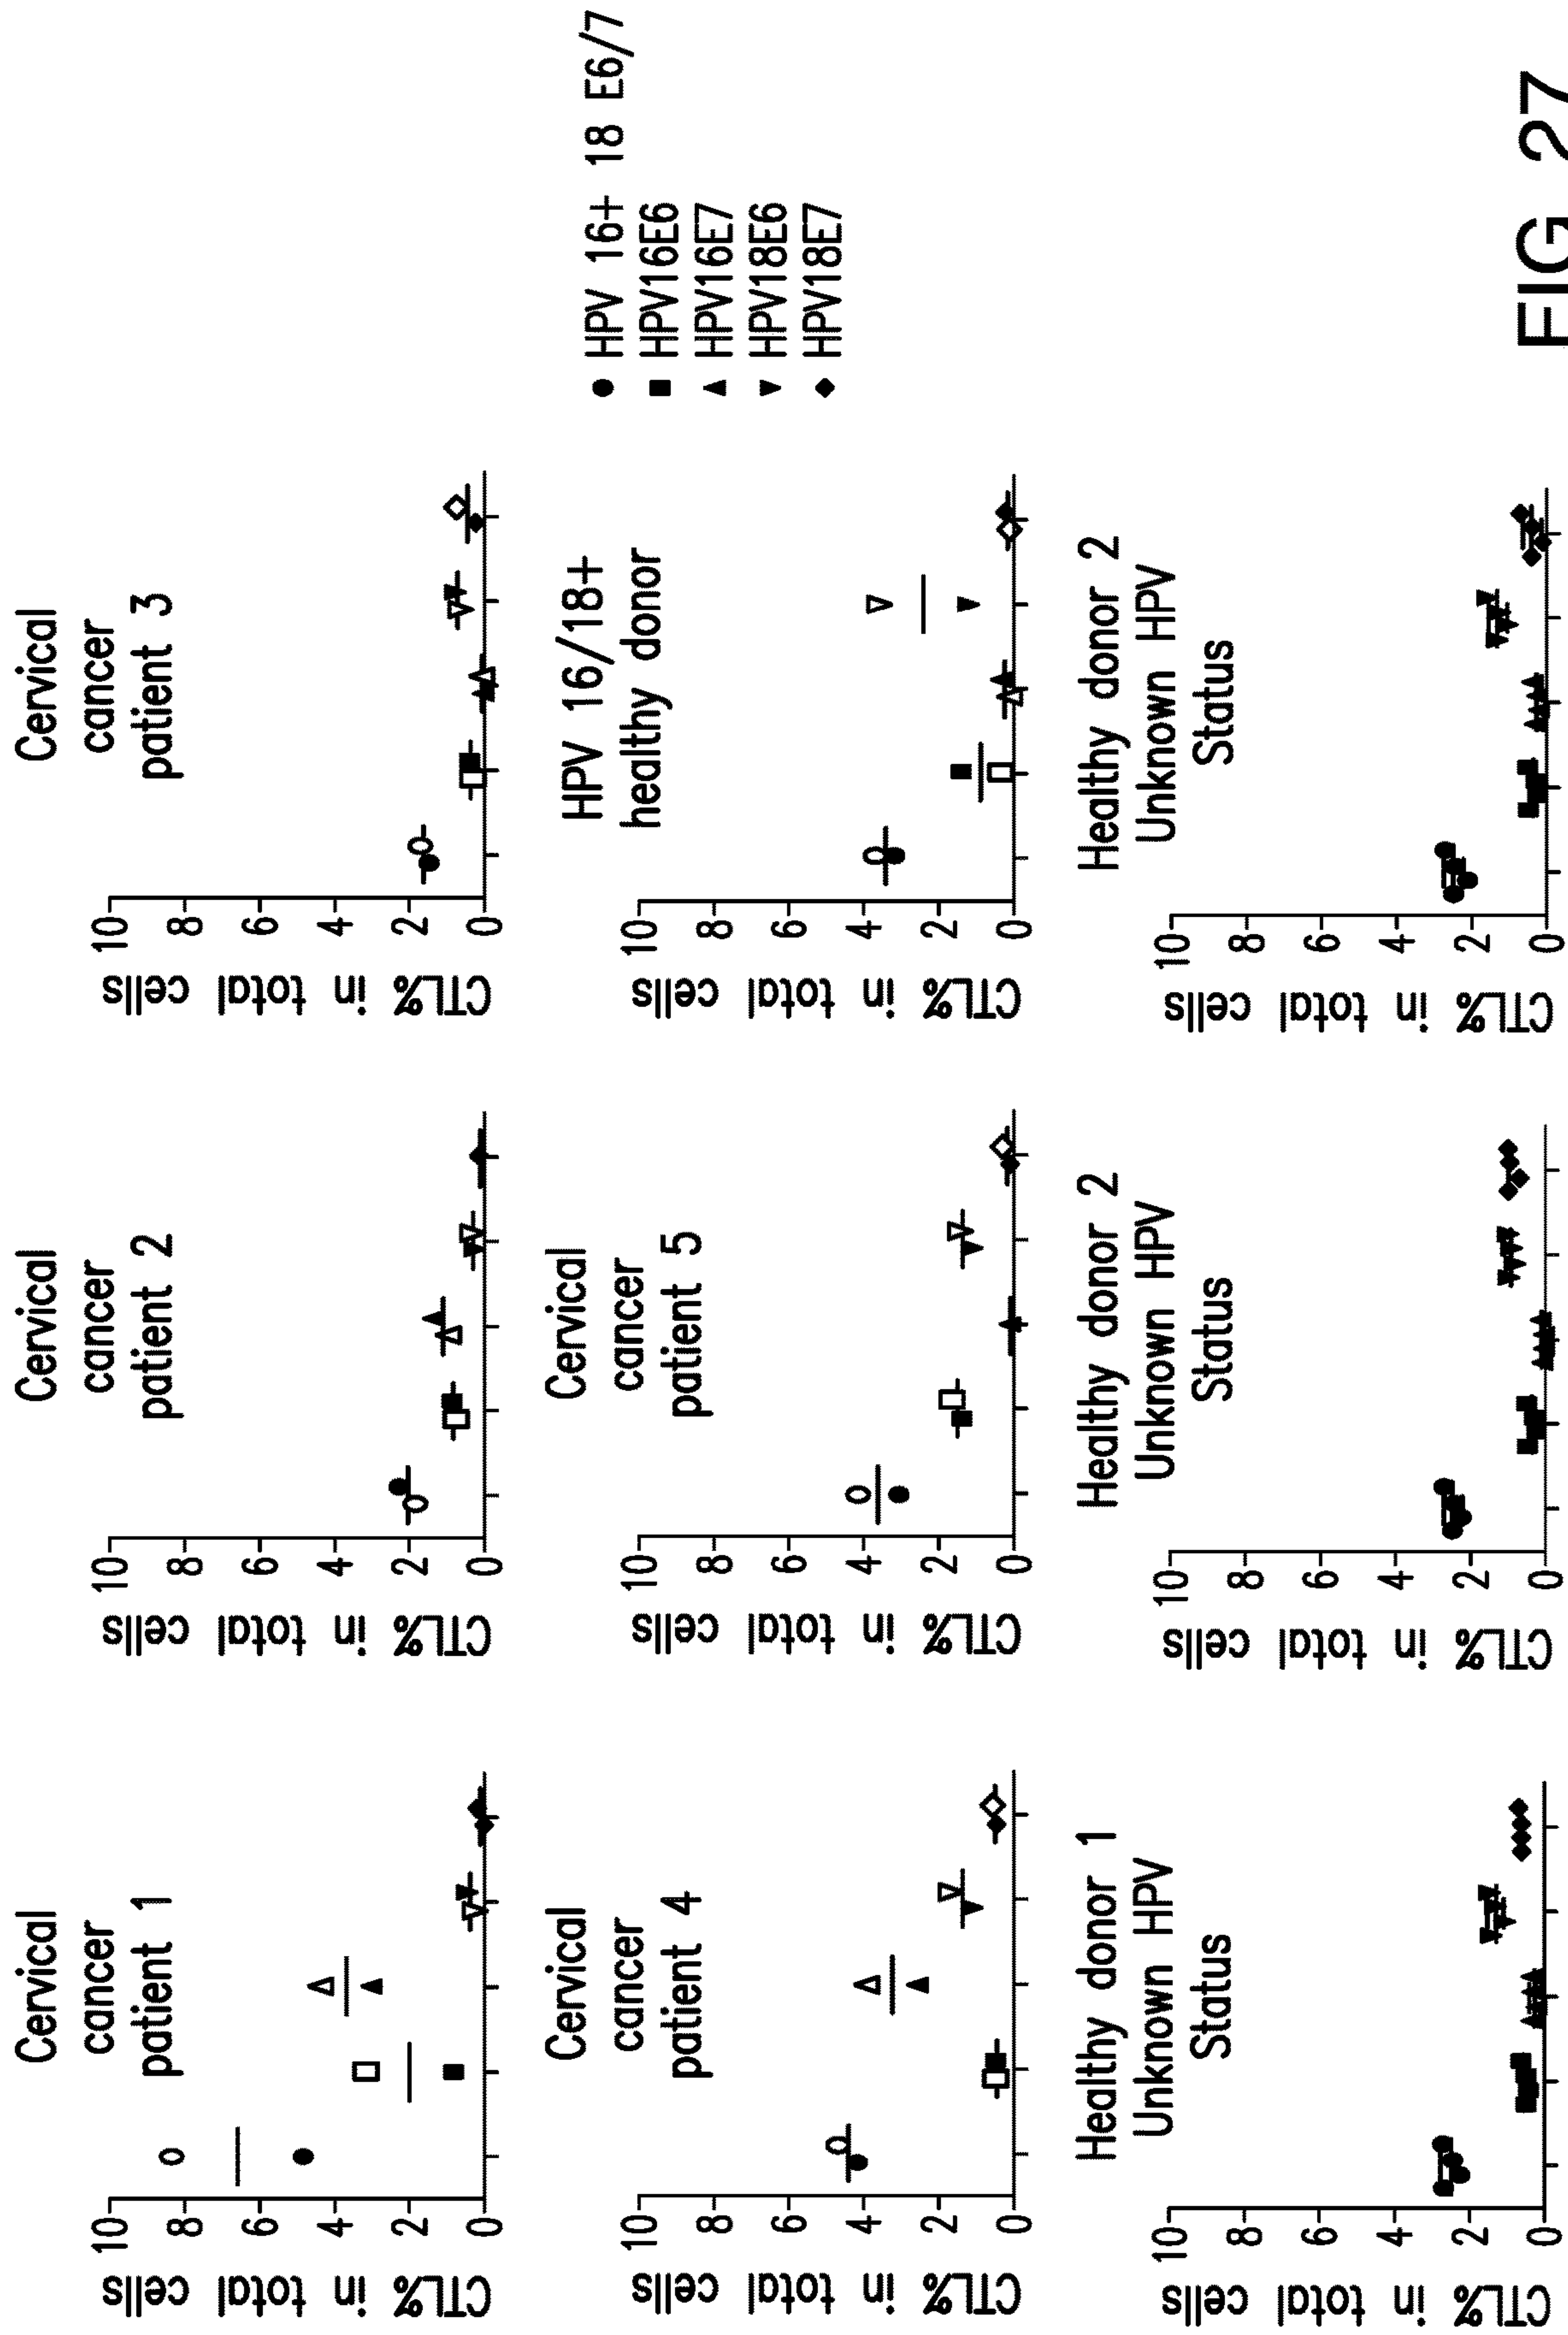 Cervical
cancer
patient 1
CTL% in total cells
10
8
6
4
2
0
Cervical
cancer
patient 2
CTL% in total cells
10
8
6
4
2
0
Cervical
cancer
patient 3
CTL% in total cells
10
8
6
4
2
0
Cervical
cancer
patient 4
CTL% in total cells
10
8
6
4
2
0
Cervical
cancer
patient 5
CTL% in total cells
10
8
6
4
2
0
HPV 16/18+
healthy donor
CTL% in total cells
10
8
6
4
2
0
HPV 16+ 18 E6/7
HPV16E6
HPV16E7
HPV18E6
HPV18E7
Healthy donor 1
Unknown HPV
Status
CTL% in total cells
10
8
6
4
2
0
Healthy donor 2
Unknown HPV
Status
CTL% in total cells
10
8
6
4
2
0
Healthy donor 2
Unknown HPV
Status
CTL% in total cells
10
8
6
4
2
0
FIG 27